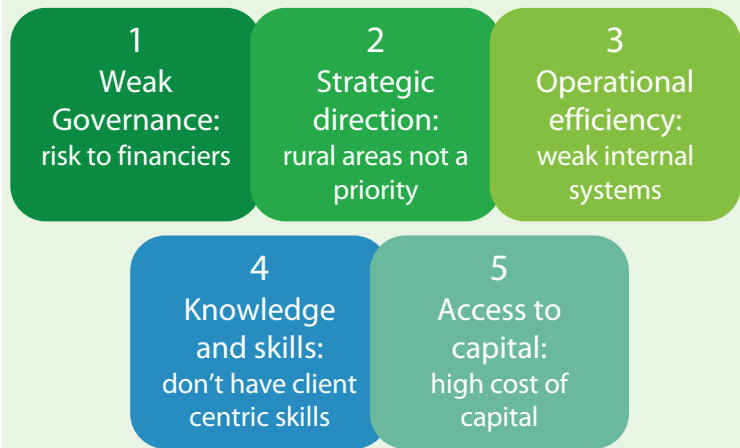 1
Weak
Governance:
risk to financiers
2
Strategic
direction:
rural areas not a
priority
3
Operational
efficiency:
weak internal
systems
4
Knowledge
and skills:
don’t have client
centric skills
5
Access to
capital:
high cost of
capital